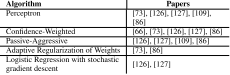 Algorithm Papers
Perceptron [73], [126], [127], [109],
[86]
Confidence-Weighted [66], [73], [126], [127], [86]
Passive-Aggressive [126], [127], [109], [86]
Adaptive Regularization of Weights [73], [86]
Logistic Regression with stochastic [126], [127]
gradient descent